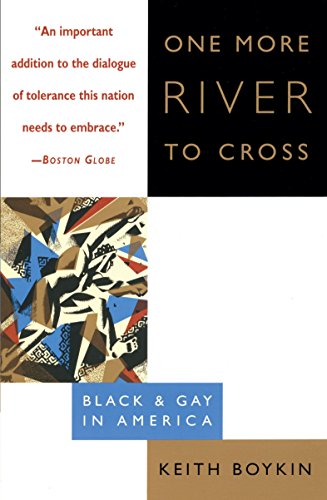 “An important
addition to the dialogue
of tolerance this nation
needs to embrace.”
—BOSTON GLOBE
ONE MORE
RIVER
TO CROSS
BLACK & GAY
IN AMERICA
KEITH BOYKIN